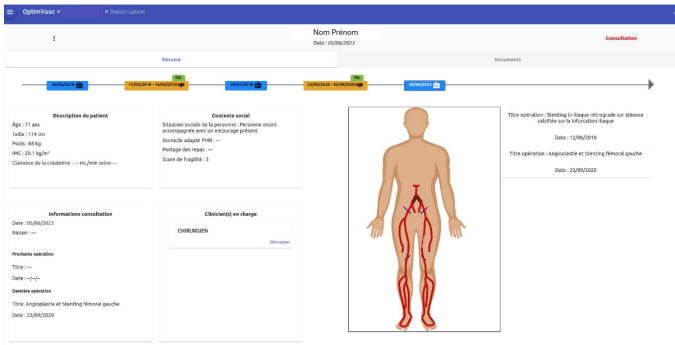 OptimVasc >
> Dossier patient
Nom Prénom
Date : 05/06/2023
Consultation
Résumé
Documents
Op.
Op.
11/06/2018 - 14/06/2018
23/09/2020 - 30/09/2020
05/06/2023
Description du patient
Âge : 71 ans
Taille : 174 cm
Poids : 88 kg
IMC : 29.1 kg/m²
Clairance de la créatinine : --- mL/min selon ---
Contexte social
Situation sociale de la personne : Personne vivant
accompagnée avec un entourage présent
Domicile adapté PMR : ---
Portage des repas : ---
Score de fragilité : 3
Titre opération : Stenting bi-iliaque rétrograde sur sténose
calcifiée sur la bifurcation iliaque
Date : 12/06/2018
Titre opération : Angioplastie et Stenting fémoral gauche
Date : 23/09/2020
Informations consultation
Date : 05/06/2023
Raison : ---
Prochaine opération
Titre : ---
Date : --/--/--
Dernière opération
Titre: Angioplastie et Stenting fémoral gauche
Date : 23/09/2020
Clinicien(s) en charge
CHIRURGIEN